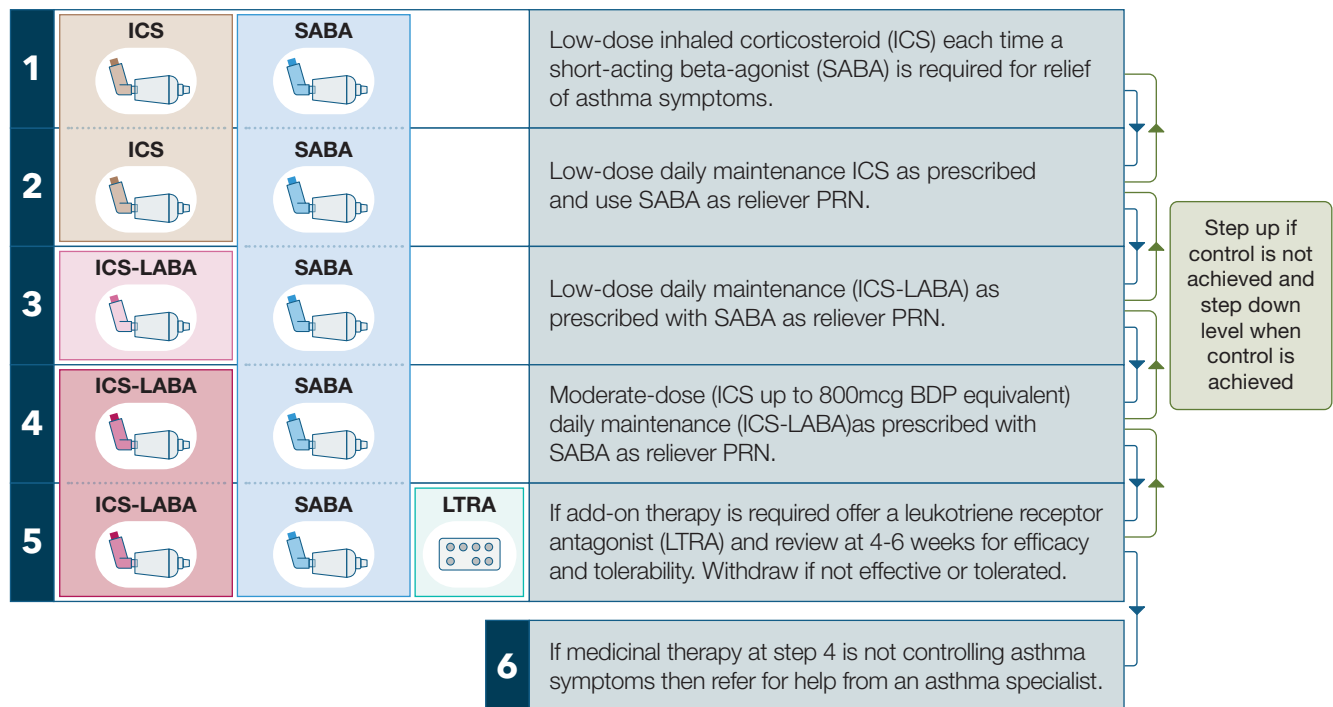 1
ICS
SABA
Low-dose inhaled corticosteroid (ICS) each time a
short-acting beta-agonist (SABA) is required for relief
of asthma symptoms.
2
ICS
SABA
Low-dose daily maintenance ICS as prescribed
and use SABA as reliever PRN.
3
ICS-LABA
SABA
Low-dose daily maintenance (ICS-LABA) as
prescribed with SABA as reliever PRN.
4
ICS-LABA
SABA
Moderate-dose (ICS up to 800mcg BDP equivalent)
daily maintenance (ICS-LABA)as prescribed with
SABA as reliever PRN.
5
ICS-LABA
SABA
LTRA
If add-on therapy is required offer a leukotriene receptor
antagonist (LTRA) and review at 4-6 weeks for efficacy
and tolerability. Withdraw if not effective or tolerated.
6
If medicinal therapy at step 4 is not controlling asthma
symptoms then refer for help from an asthma specialist.
Step up if
control is not
achieved and
step down
level when
control is
achieved